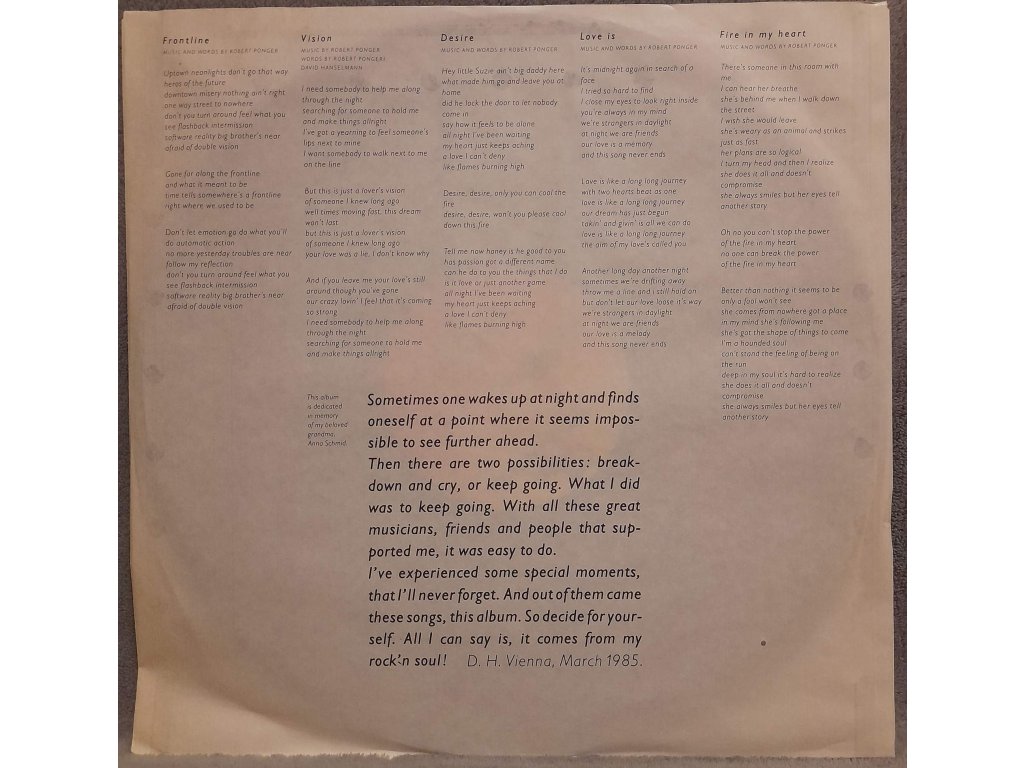 Frontline
MUSIC AND WORDS BY ROBERT PONGER
Uptown neonlights don't go that way
heros of the future
downtown misery nothing ain't right
one way street to nowhere
don't you turn around feel what you
see flashback intermission
software reality big brother's near
afraid of double vision
Gone far along the frontline
and what it meant to be
time tells somewhere's a frontline
right where we used to be
Don't let emotion go do what you'll
do automatic action
no more yesterday troubles are near
follow my reflection
don't you turn around feel what you
see flashback intermission
software reality big brother's near
afraid of double vision
Vision
MUSIC BY ROBERT PONGER
WORDS BY ROBERT PONGER/
DAVID HANSELMANN
I need somebody to help me along
through the night
searching for someone to hold me
and make things allright
I've got a yearning to feel someone's
lips next to mine
I want somebody to walk next to me
on the line
But this is just a lover's vision
of someone I knew long ago
well times moving fast, this dream
won't last
but this is just a lover's vision
of someone I knew long ago
your love was a lie, I don't know why
And if you leave me your love's still
around though you've gone
our crazy lovin' I feel that it's coming
so strong
I need somebody to help me along
through the night
searching for someone to hold me
and make things allright
Desire
MUSIC AND WORDS BY ROBERT PONGER
Hey little Suzie ain't big daddy here
what made him go and leave you at
home
did he lock the door to let nobody
come in
say how it feels to be alone
all night I've been waiting
my heart just keeps aching
a love I can't deny
like flames burning high
Desire, desire, only you can cool the
fire
desire, desire, won't you please cool
down this fire
Tell me now honey is he good to you
has passion got a different name
can he do to you the things that I do
is it love or just another game
all night I've been waiting
my heart just keeps aching
a love I can't deny
like flames burning high
Love is
MUSIC AND WORDS BY ROBERT PONGER
It's midnight again in search of a
face
I tried so hard to find
I close my eyes to look right inside
you're always in my mind
we're strangers in daylight
at night we are friends
our love is a memory
and this song never ends
Love is like a long long journey
with two hearts beat as one
love is like a long long journey
our dream has just begun
takin' and givin' is all we can do
love is like a long long journey
the aim of my love's called you
Another long day another night
sometimes we're drifting away
throw me a line and i still hold on
but don't let our love loose it's way
we're strangers in daylight
at night we are friends
our love is a melody
and this song never ends
Fire in my heart
MUSIC AND WORDS BY ROBERT PONGER
There's someone in this room with
me
I can hear her breathe
she's behind me when I walk down
the street
I wish she would leave
she's weary as an animal and strikes
just as fast
her plans are so logical
I turn my head and then I realize
she does it all and doesn't
compromise
she always smiles but her eyes tell
another story
Oh no you can't stop the power
of the fire in my heart
no one can break the power
of the fire in my heart
Better than nothing it seems to be
only a fool won't see
she comes from nowhere got a place
in my mind she's following me
she's got the shape of things to come
I'm a hounded soul
can't stand the feeling of being on
the run
deep in my soul it's hard to realize
she does it all and doesn't
compromise
she always smiles but her eyes tell
another story
This album
is dedicated
in memory
of my beloved
grandma,
Anna Schmid.
Sometimes one wakes up at night and finds
oneself at a point where it seems impos-
sible to see further ahead.
Then there are two possibilities: break-
down and cry, or keep going. What I did
was to keep going. With all these great
musicians, friends and people that sup-
ported me, it was easy to do.
I've experienced some special moments,
that I'll never forget. And out of them came
these songs, this album. So decide for your-
self. All I can say is, it comes from my
rock'n soul! D. H. Vienna, March 1985.